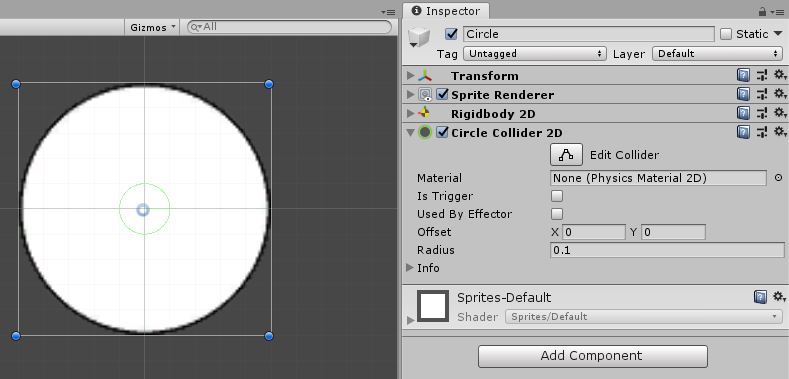 Inspector
Gizmos
All
Circle
Static
Tag Untagged Layer Default
Transform
Sprite Renderer
Rigidbody 2D
Circle Collider 2D
Edit Collider
Material None (Physics Material 2D)
Is Trigger
Used By Effector
Offset X 0 Y 0
Radius 0.1
Info
Sprites-Default
Shader Sprites/Default
Add Component